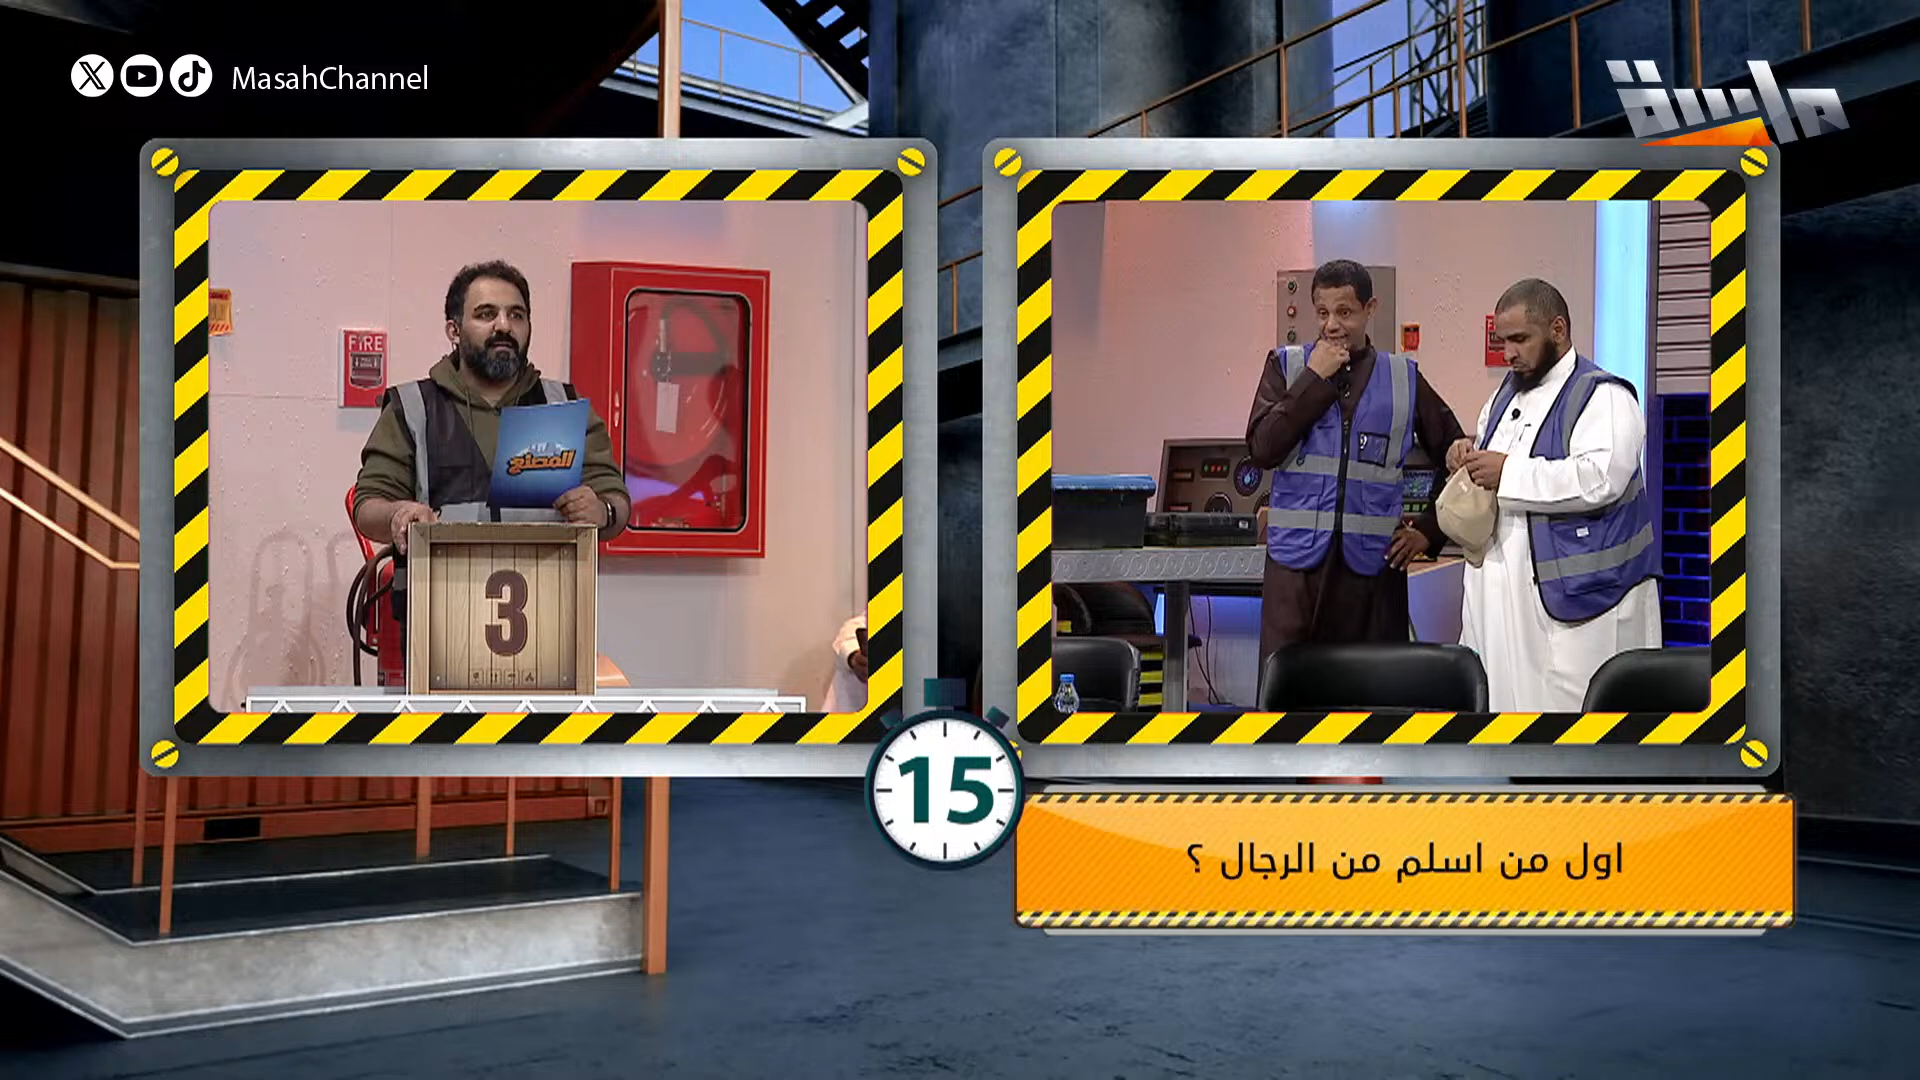 MasahChannel
ماسة
FIRE
المصنع
3
15
اول من اسلم من الرجال ؟